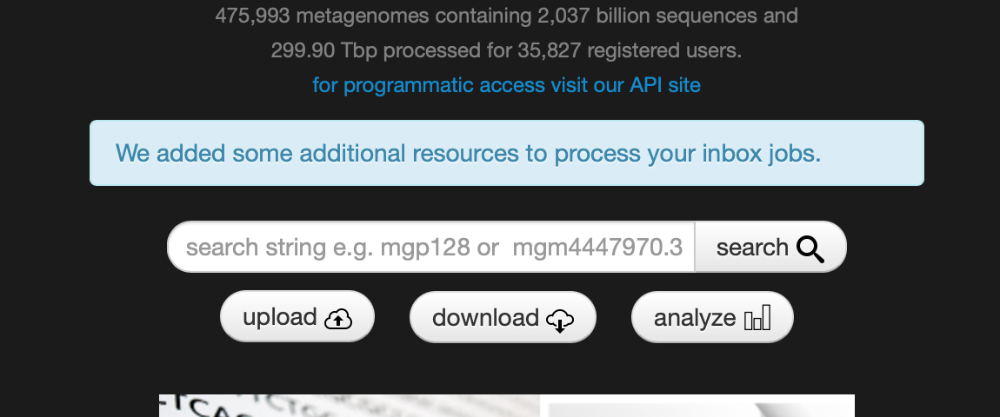 475,993 metagenomes containing 2,037 billion sequences and
299.90 Tbp processed for 35,827 registered users.
for programmatic access visit our API site
We added some additional resources to process your inbox jobs.
search string e.g. mgp128 or  mgm4447970.3
search
upload
download
analyze